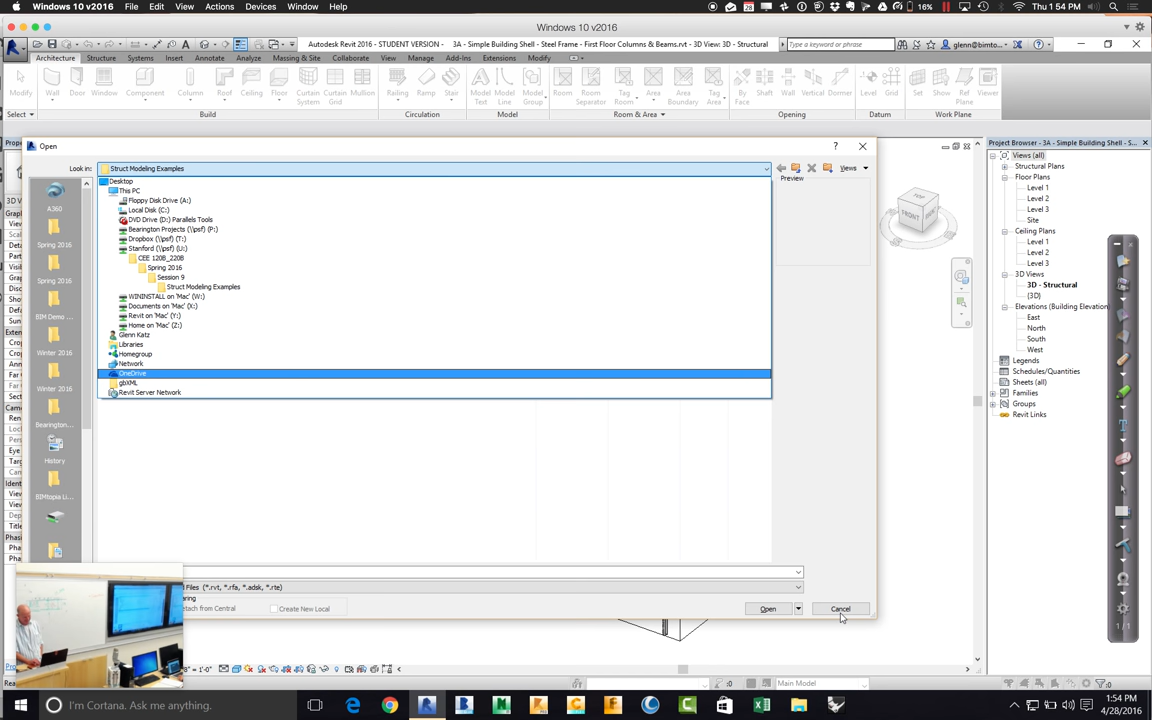 Windows 10 v2016 File Edit View Actions Devices Window Help 16% Thu 1:54 PM
Windows 10 v2016
Autodesk Revit 2016 - STUDENT VERSION - 3A - Simple Building Shell - Steel Frame - First Floor Columns & Beams.rvt - 3D View: 3D - Structural
Type a keyword or phrase
glenn@bimto...
Architecture Structure Systems Insert Annotate Analyze Massing & Site Collaborate View Manage Add-Ins Extensions Modify
Modify Wall Door Window Component Column Roof Ceiling Floor Curtain System Curtain Grid Mullion Railing Ramp Stair Model Text Model Line Model Group Room Room Separator Tag Room Area Area Boundary Tag Area By Face Shaft Wall Vertical Dormer Level Grid Set Show Ref Plane Viewer
Select Build Circulation Model Room & Area Opening Datum Work Plane
Open
Look in: Struct Modeling Examples
Views
Preview
Desktop
This PC
Floppy Disk Drive (A:)
Local Disk (C:)
DVD Drive (D:) Parallels Tools
Bearington Projects (\\psf) (P:)
Dropbox (\\psf) (T:)
Stanford (\\psf) (U:)
CEE 120B_220B
Spring 2016
Session 9
Struct Modeling Examples
WININSTALL on 'Mac' (W:)
Documents on 'Mac' (X:)
Revit on 'Mac' (Y:)
Home on 'Mac' (Z:)
Glenn Katz
Libraries
Homegroup
Network
OneDrive
gbXML
Revit Server Network
A360
Spring 2016
Spring 2016
BIM Demo ...
Winter 2016
Winter 2016
Bearington...
History
BIMtopia Li...
Files (*.rvt, *.rfa, *.adsk, *.rte)
Create New Local
Open
Cancel
Project Browser - 3A - Simple Building Shell - S...
Views (all)
Structural Plans
Floor Plans
Level 1
Level 2
Level 3
Site
Ceiling Plans
Level 1
Level 2
Level 3
3D Views
3D - Structural
(3D)
Elevations (Building Elevation)
East
North
South
West
Legends
Schedules/Quantities
Sheets (all)
Families
Groups
Revit Links
FRONT
1/1
Main Model
I'm Cortana. Ask me anything.
1:54 PM
4/28/2016